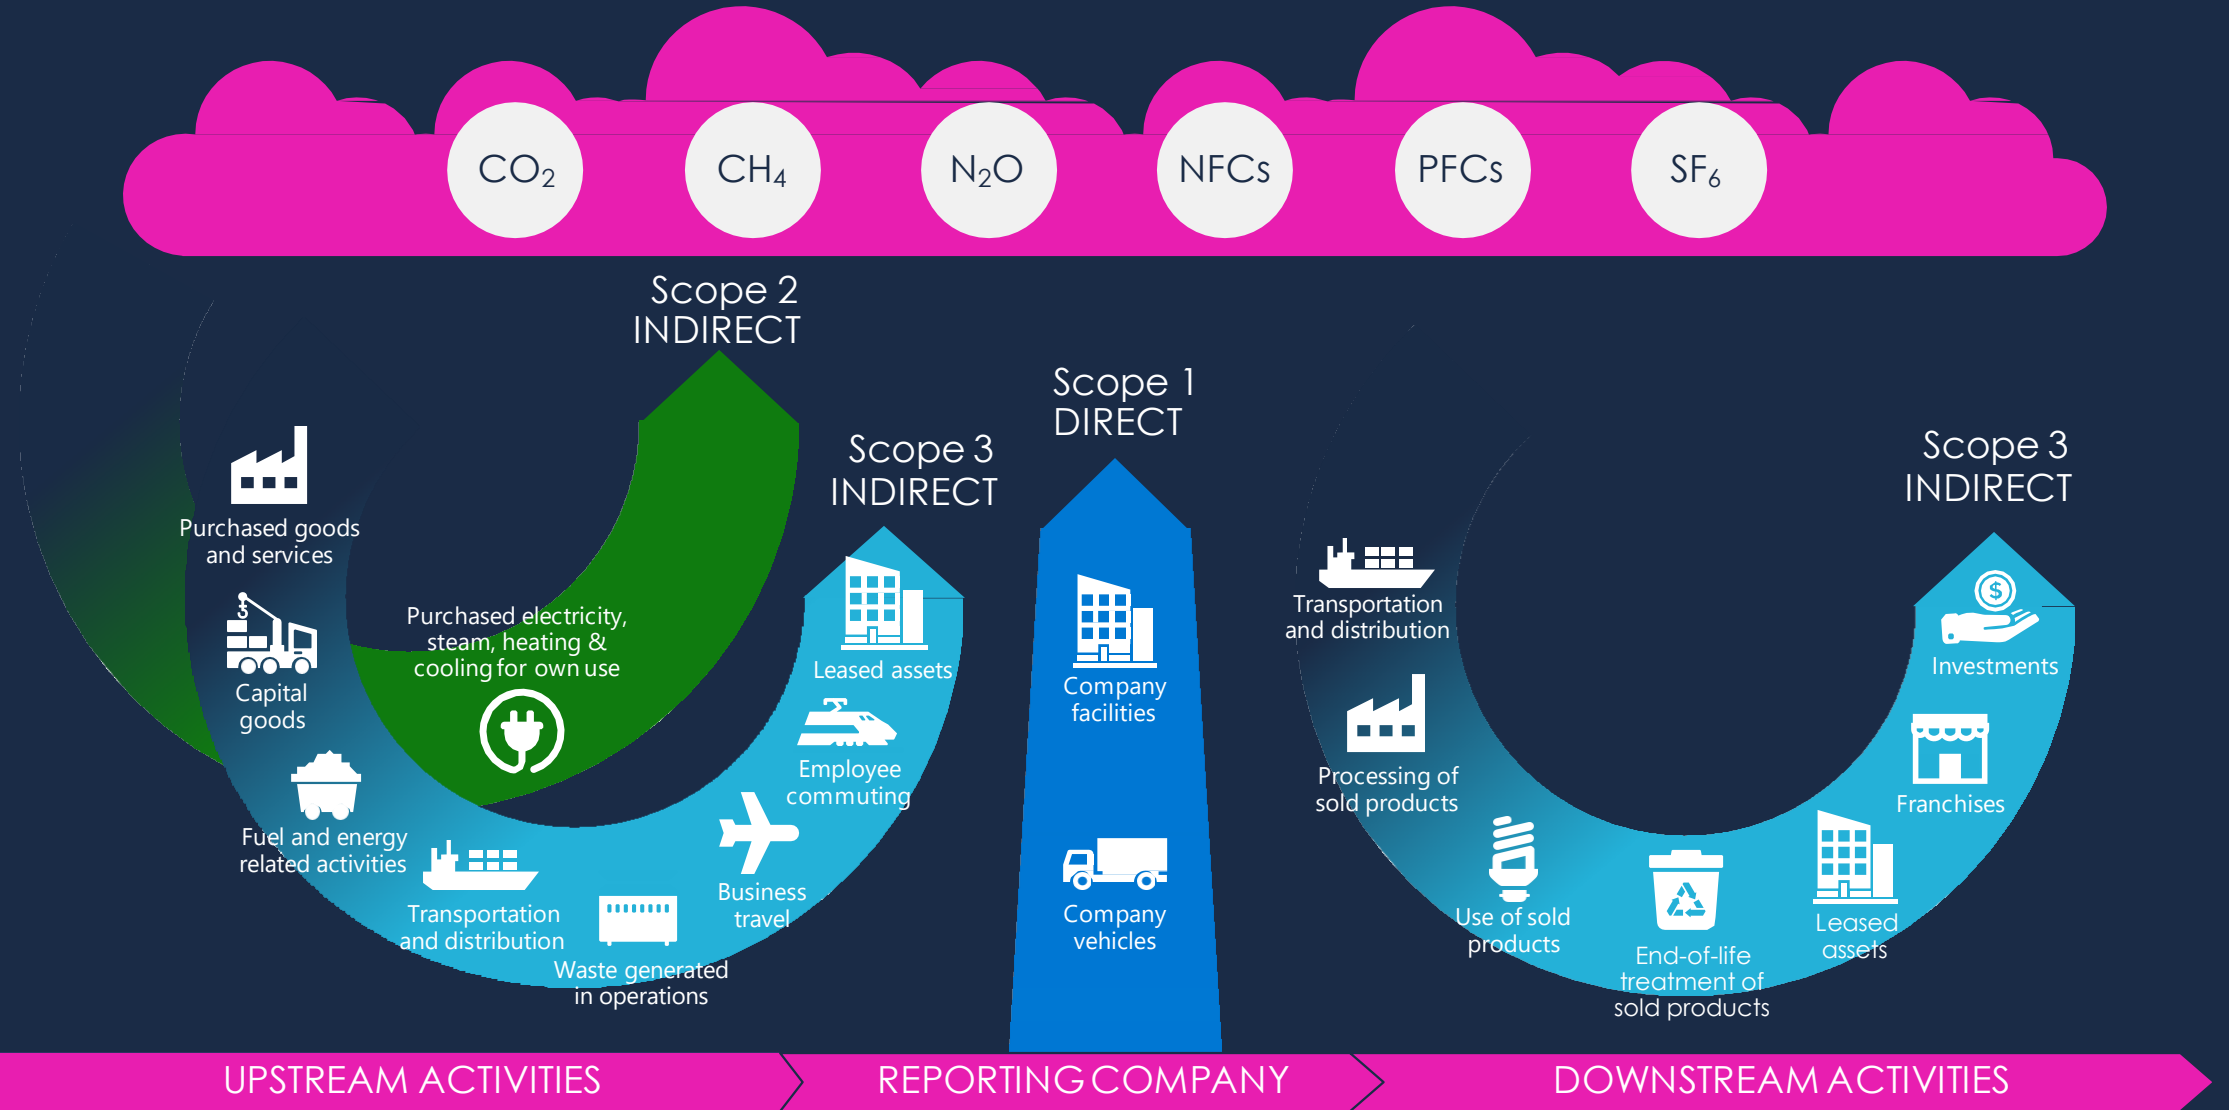 CO₂
CH₄
N₂O
NFCs
PFCs
SF₆
Scope 2
INDIRECT
Scope 3
INDIRECT
Scope 1
DIRECT
Scope 3
INDIRECT
Purchased goods
and services
Capital
goods
Fuel and energy
related activities
Transportation
and distribution
Waste generated
in operations
Business
travel
Employee
commuting
Leased assets
Purchased electricity,
steam, heating &
cooling for own use
Company
facilities
Company
vehicles
Transportation
and distribution
Processing of
sold products
Use of sold
products
End-of-life
treatment of
sold products
Leased
assets
Franchises
Investments
$
UPSTREAM ACTIVITIES
REPORTING COMPANY
DOWNSTREAM ACTIVITIES